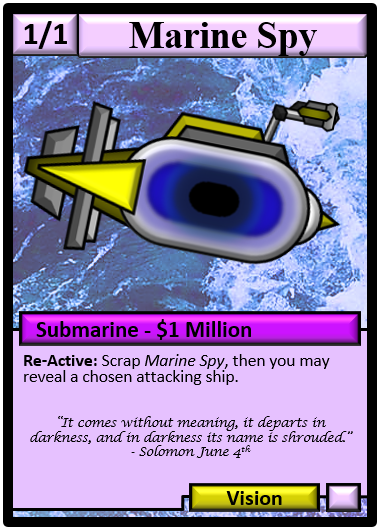 1/1 Marine Spy
Submarine - $1 Million
Re-Active: Scrap Marine Spy, then you may
reveal a chosen attacking ship.
“It comes without meaning, it departs in
darkness, and in darkness its name is shrouded.”
- Solomon June 4th
Vision